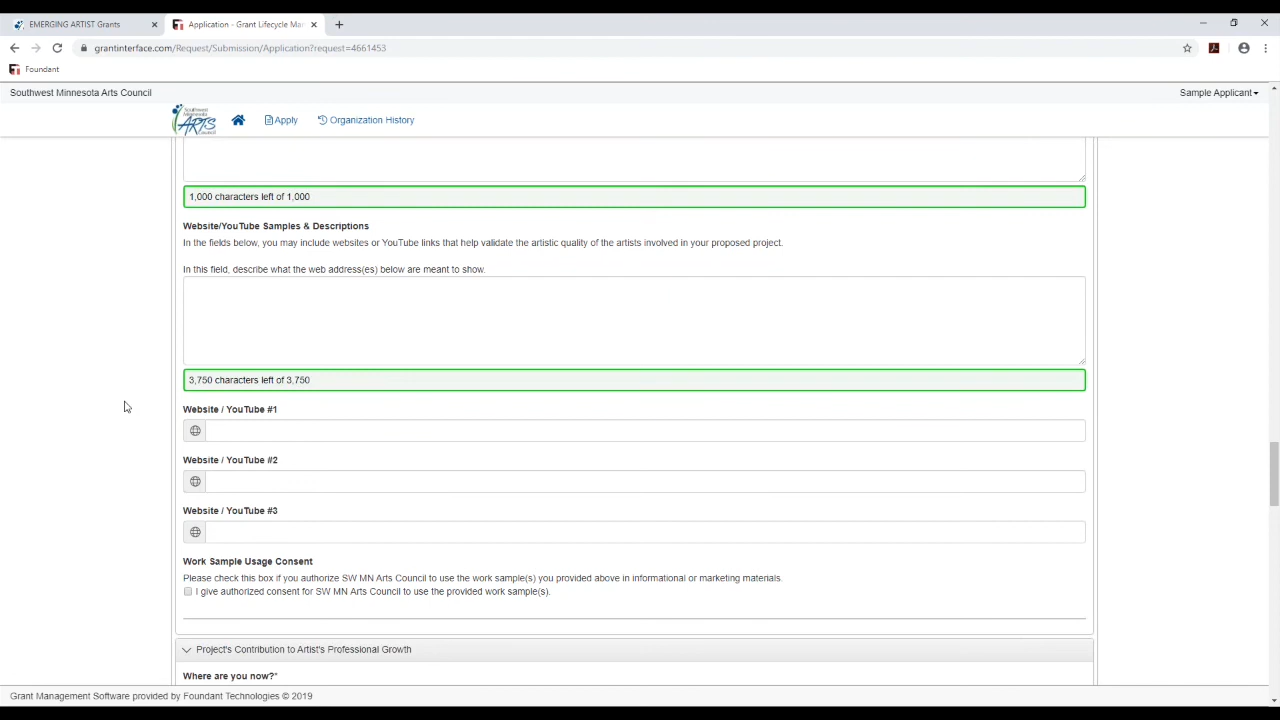 EMERGING ARTIST Grants
Application - Grant Lifecycle Ma
grantinterface.com/Request/Submission/Application?request=4661453
Foundant
Southwest Minnesota Arts Council
Sample Applicant
Southwest
Minnesota
ARTS
Council
Apply
Organization History
1,000 characters left of 1,000
Website/YouTube Samples & Descriptions
In the fields below, you may include websites or YouTube links that help validate the artistic quality of the artists involved in your proposed project.
In this field, describe what the web address(es) below are meant to show.
3,750 characters left of 3,750
Website / YouTube #1
Website / YouTube #2
Website / YouTube #3
Work Sample Usage Consent
Please check this box if you authorize SW MN Arts Council to use the work sample(s) you provided above in informational or marketing materials.
I give authorized consent for SW MN Arts Council to use the provided work sample(s).
Project's Contribution to Artist's Professional Growth
Where are you now?*
Grant Management Software provided by Foundant Technologies © 2019